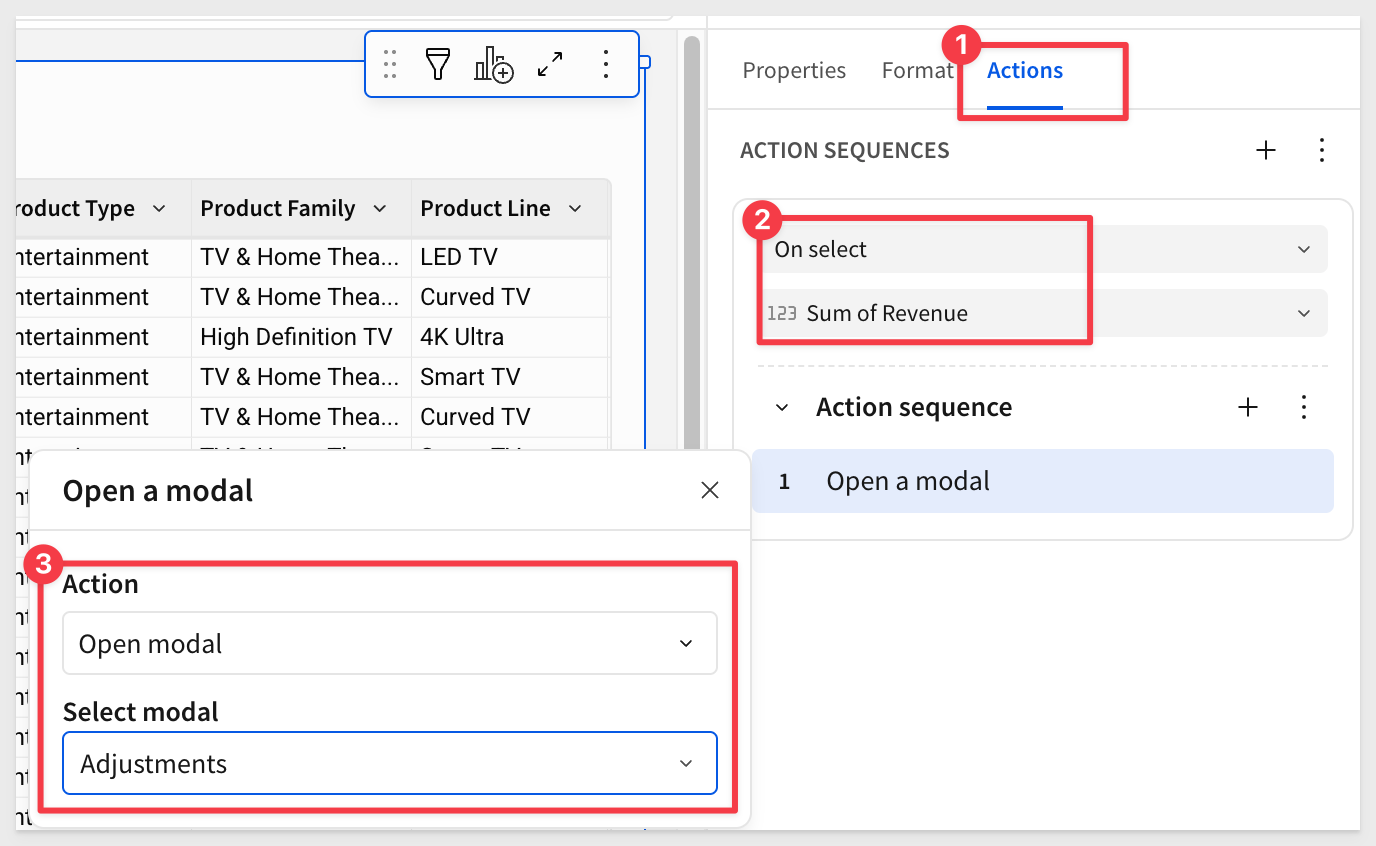 1
Properties Format Actions
ACTION SEQUENCES
roduct Type Product Family Product Line
ntertainment TV & Home Thea... LED TV
ntertainment TV & Home Thea... Curved TV
ntertainment High Definition TV 4K Ultra
ntertainment TV & Home Thea... Smart TV
ntertainment TV & Home Thea... Curved TV
2
On select
123 Sum of Revenue
Action sequence
1 Open a modal
Open a modal
3
Action
Open modal
Select modal
Adjustments